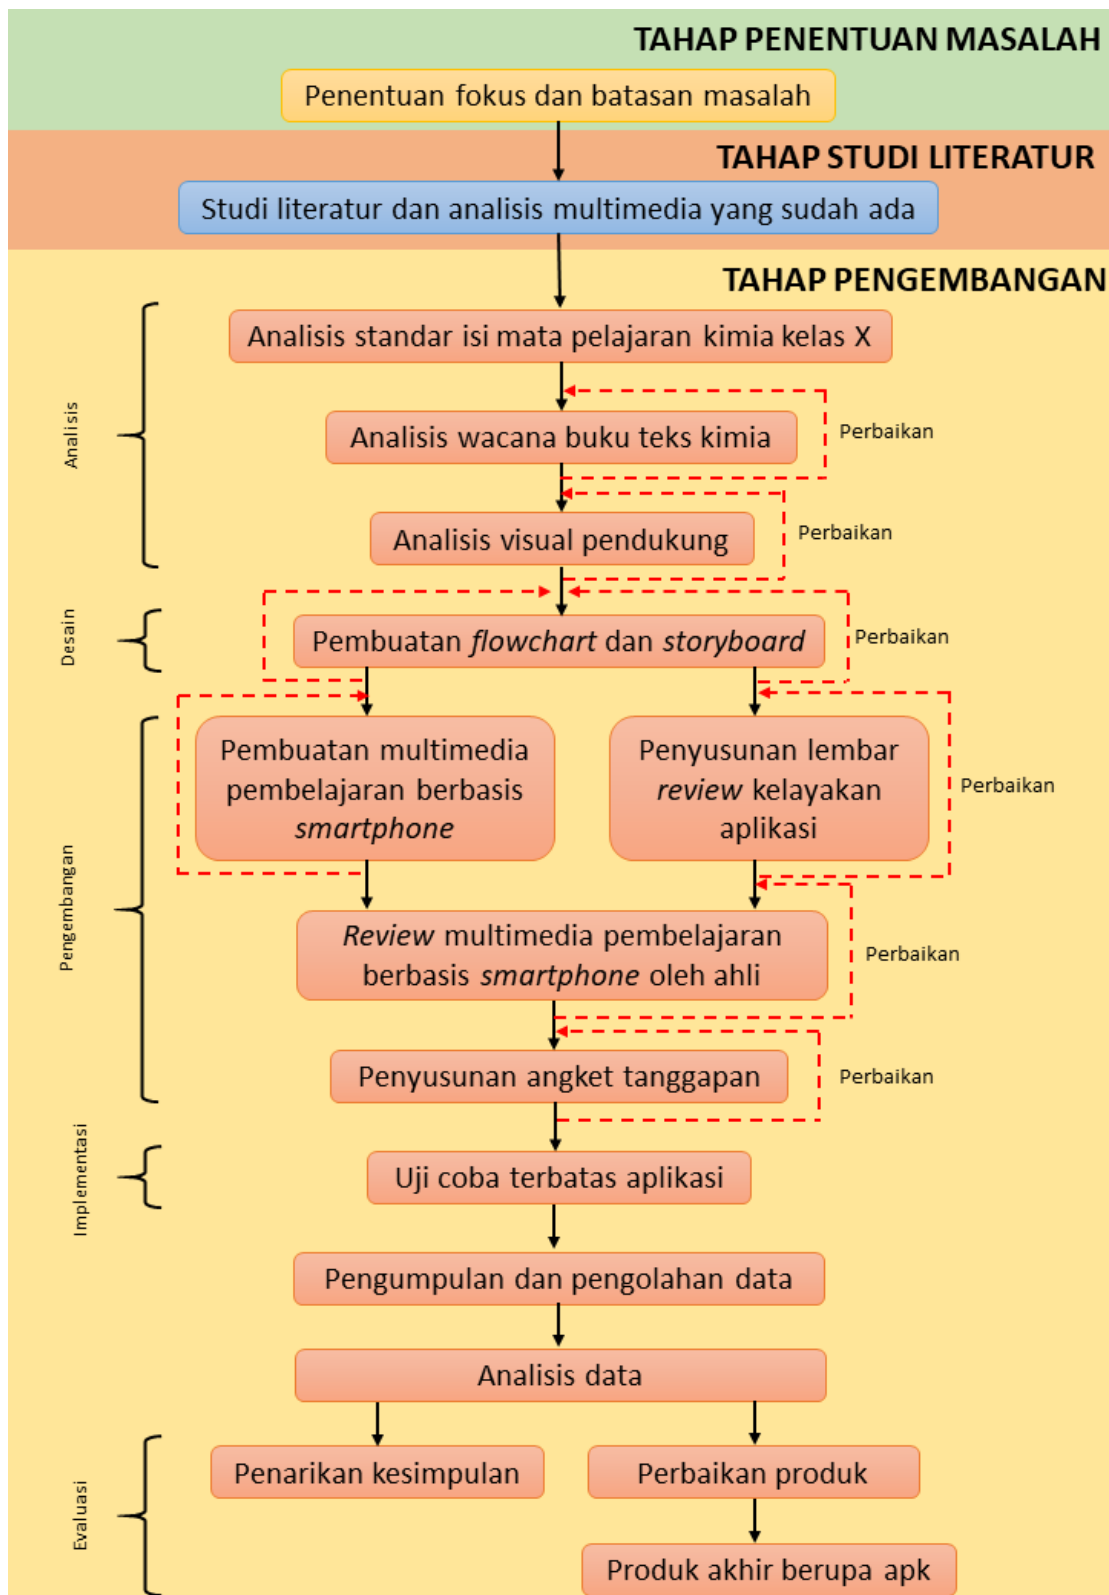 TAHAP PENENTUAN MASALAH
Penentuan fokus dan batasan masalah
TAHAP STUDI LITERATUR
Studi literatur dan analisis multimedia yang sudah ada
TAHAP PENGEMBANGAN
Analisis
Analisis standar isi mata pelajaran kimia kelas X
Analisis wacana buku teks kimia
Perbaikan
Analisis visual pendukung
Perbaikan
Desain
Pembuatan flowchart dan storyboard
Perbaikan
Pengembangan
Pembuatan multimedia
pembelajaran berbasis
smartphone
Penyusunan lembar
review kelayakan
aplikasi
Perbaikan
Review multimedia pembelajaran
berbasis smartphone oleh ahli
Perbaikan
Penyusunan angket tanggapan
Perbaikan
Implementasi
Uji coba terbatas aplikasi
Pengumpulan dan pengolahan data
Analisis data
Evaluasi
Penarikan kesimpulan
Perbaikan produk
Produk akhir berupa apk